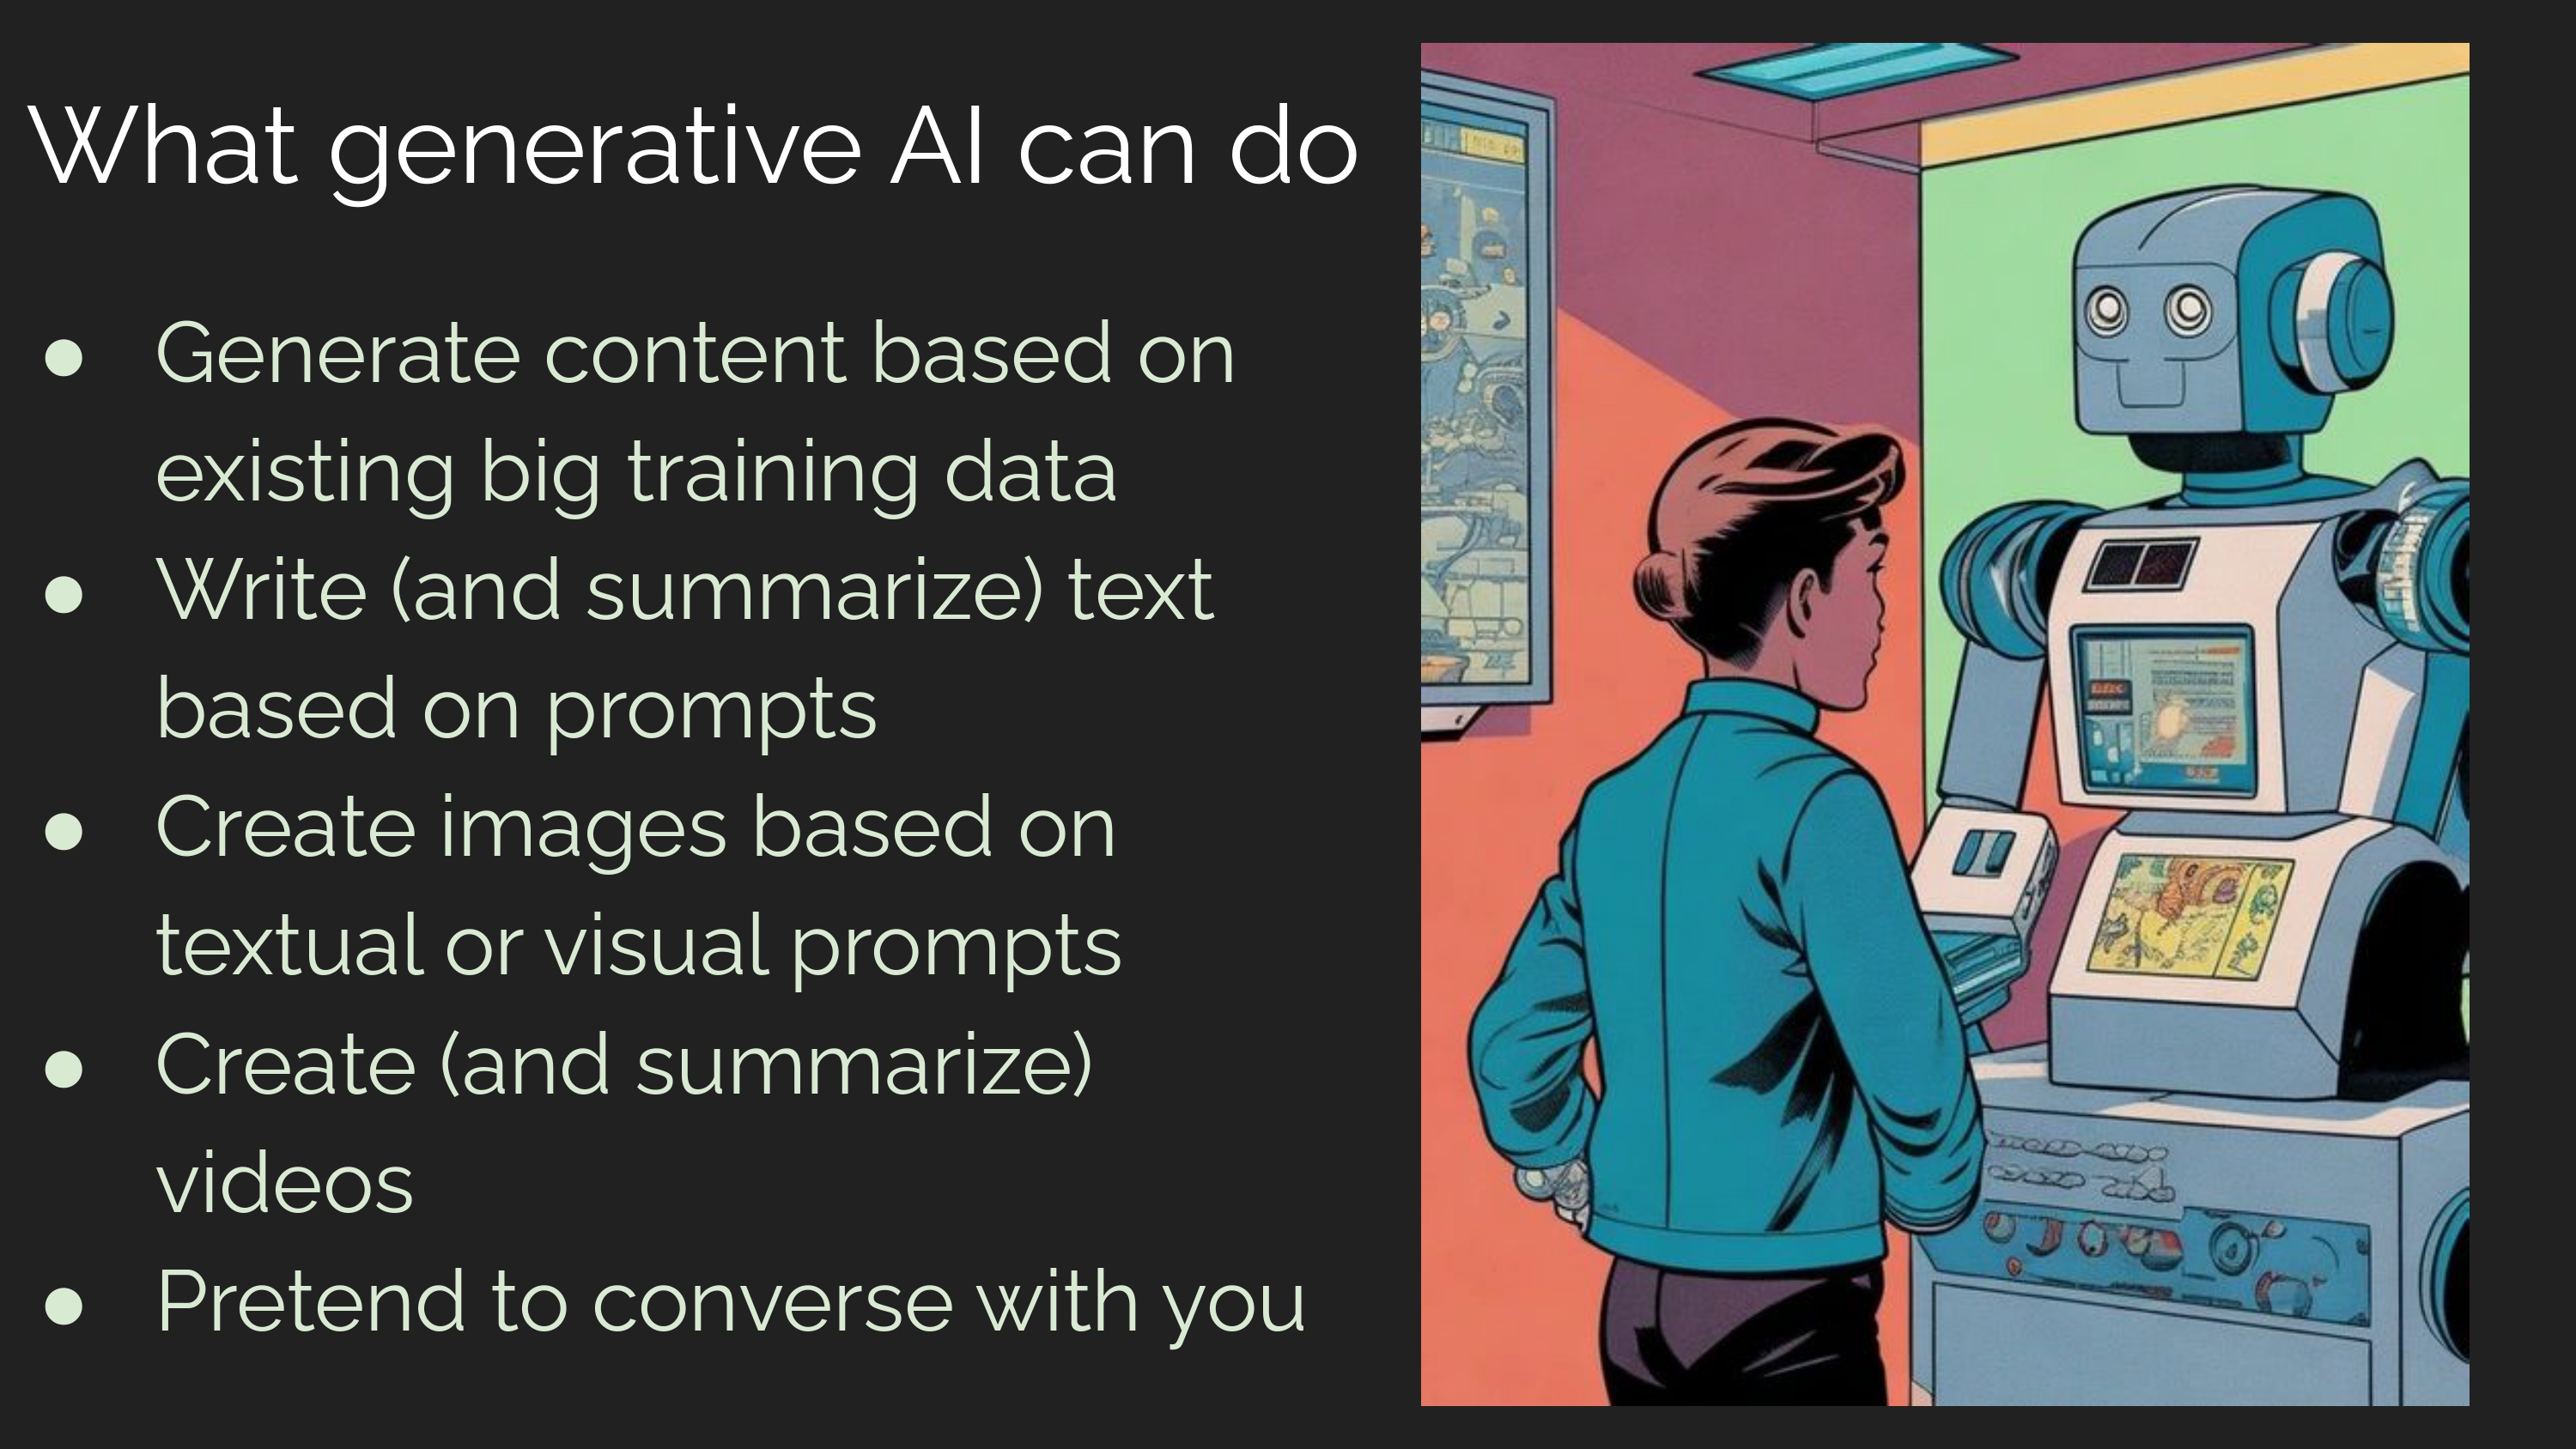 What generative AI can do
● Generate content based on
existing big training data
● Write (and summarize) text
based on prompts
● Create images based on
textual or visual prompts
● Create (and summarize)
videos
● Pretend to converse with you